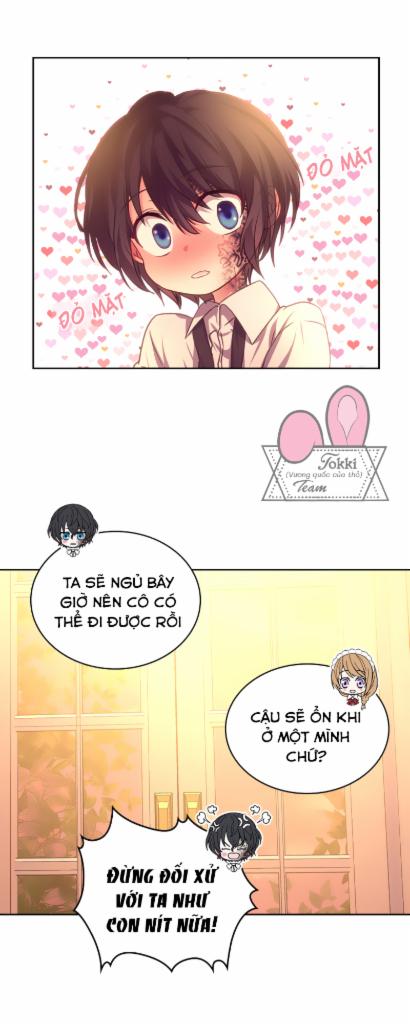 ĐỎ MẶT
ĐỎ MẶT
Tokki
(Vương quốc của thỏ)
Team
TA SẼ NGỦ BÂY
GIỜ NÊN CÔ CÓ
THỂ ĐI ĐƯỢC RỒI
CẬU SẼ ỔN KHI
Ở MỘT MÌNH
CHỨ?
ĐỪNG ĐỐI XỬ
VỚI TA NHƯ
CON NÍT NỮA!